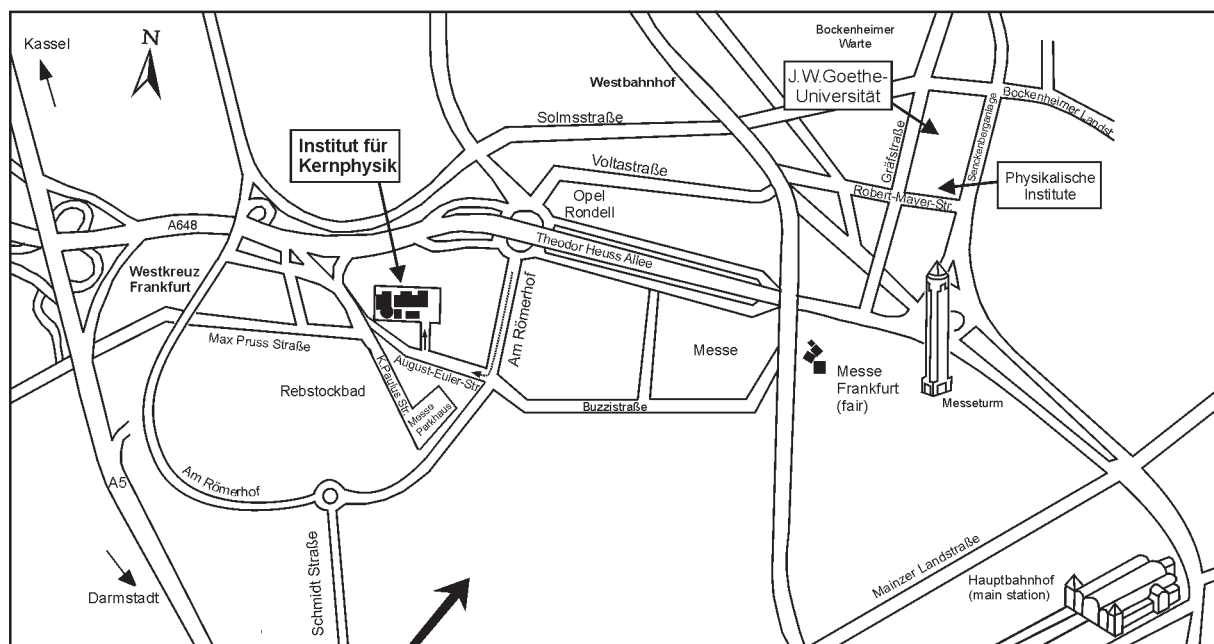 Kassel
N
Bockenheimer
Warte
Westbahnhof
J.W.Goethe-
Universität
Bockenheimer Landst.
Solmsstraße
Institut für
Kernphysik
Voltastraße
Gräfstraße
Senckenberganlage
Physikalische
Institute
Robert-Mayer-Str.
Opel
Rondell
A648
Theodor Heuss Allee
Westkreuz
Frankfurt
Am Römerhof
Max Pruss Straße
Messe
August-Euler-Str.
K.Paulus Str.
Rebstockbad
Messe
Parkhaus
Buzzistraße
Messe
Frankfurt
(fair)
Messeturm
A5
Am Römerhof
Schmidt Straße
Mainzer Landstraße
Hauptbahnhof
(main station)
Darmstadt